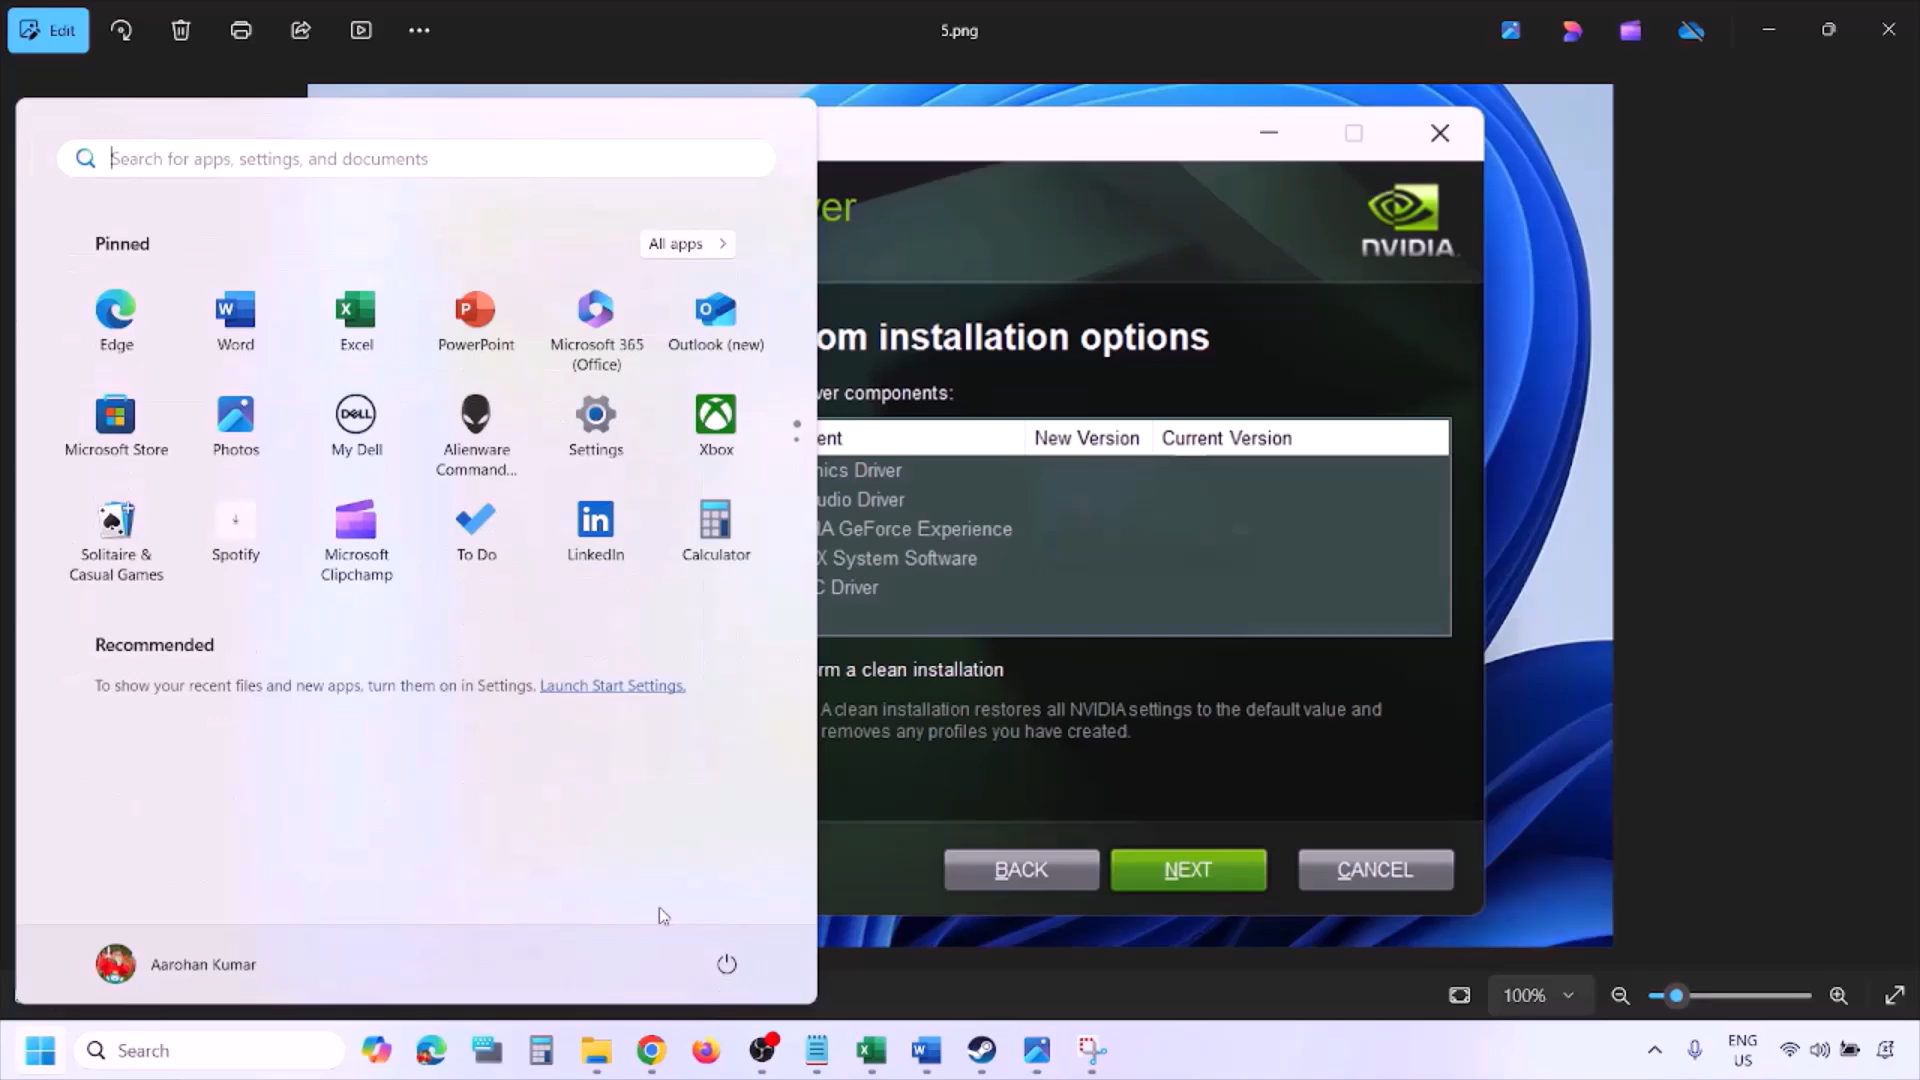 Edit
5.png
Search for apps, settings, and documents
Pinned
All apps
Edge
Word
Excel
PowerPoint
Microsoft 365
(Office)
Outlook (new)
Microsoft Store
Photos
DELL
My Dell
Alienware
Command...
Settings
Xbox
Solitaire &
Casual Games
Spotify
Microsoft
Clipchamp
To Do
LinkedIn
Calculator
Recommended
To show your recent files and new apps, turn them on in Settings. Launch Start Settings.
Aarohan Kumar
ver
NVIDIA
om installation options
ver components:
ent
New Version
Current Version
nics Driver
udio Driver
IA GeForce Experience
X System Software
C Driver
rm a clean installation
A clean installation restores all NVIDIA settings to the default value and
removes any profiles you have created.
BACK
NEXT
CANCEL
100%
Search
ENG
US